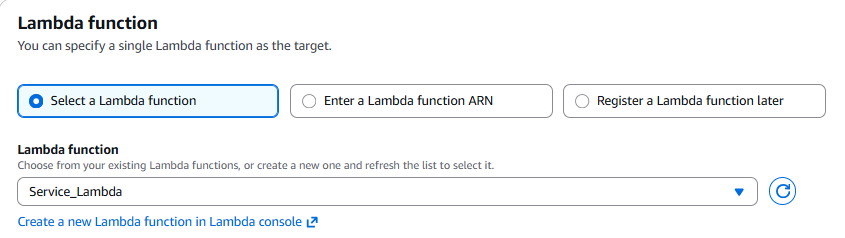 Lambda function
You can specify a single Lambda function as the target.
Select a Lambda function
Enter a Lambda function ARN
Register a Lambda function later
Lambda function
Choose from your existing Lambda functions, or create a new one and refresh the list to select it.
Service_Lambda
Create a new Lambda function in Lambda console